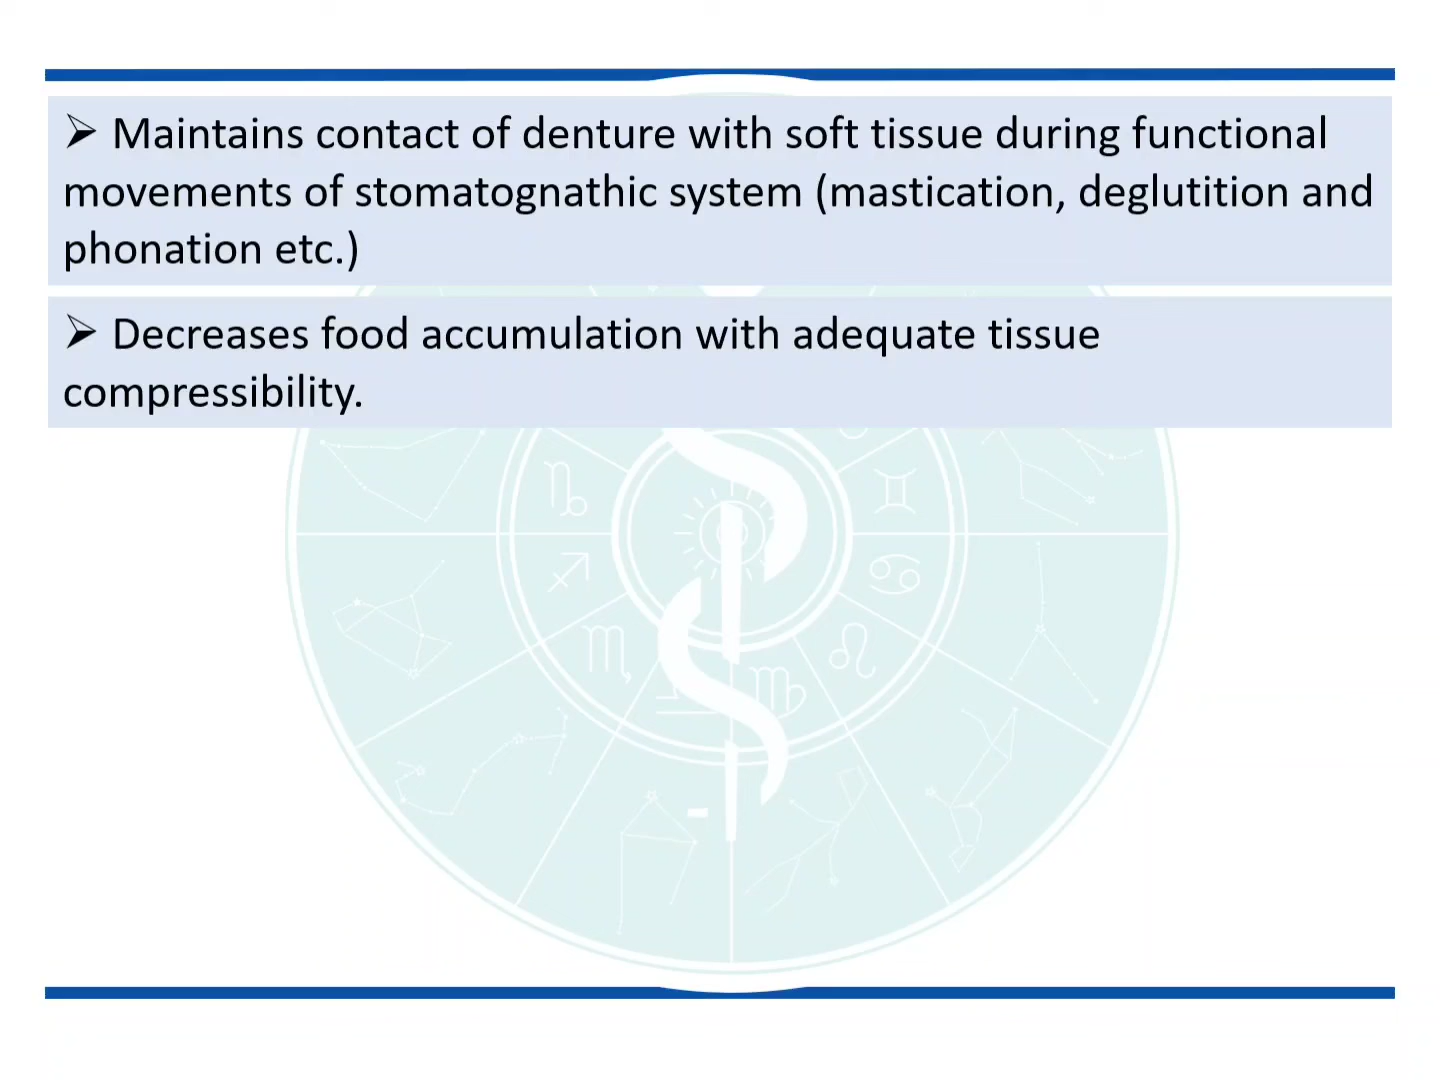 ➢ Maintains contact of denture with soft tissue during functional
movements of stomatognathic system (mastication, deglutition and
phonation etc.)
➢ Decreases food accumulation with adequate tissue
compressibility.